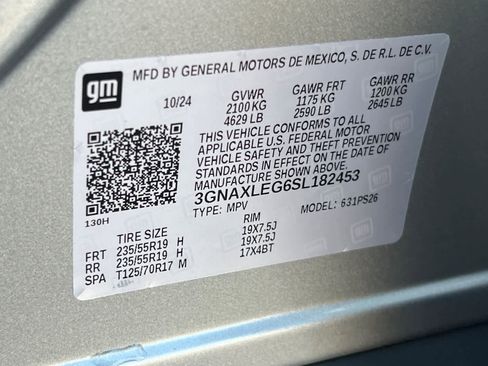 gm
MFD BY GENERAL MOTORS DE MEXICO, S. DE R.L. DE C.V.
10/24 GVWR GAWR FRT GAWR RR
2100 KG 1175 KG 1200 KG
4629 LB 2590 LB 2645 LB
THIS VEHICLE CONFORMS TO ALL
APPLICABLE U.S. FEDERAL MOTOR
VEHICLE SAFETY AND THEFT PREVENTION
STANDARDS IN EFFECT ON THE DATE OF
MANUFACTURE SHOWN ABOVE.
3GNAXLEG6SL182453
130H TYPE: MPV MODEL: 631PS26
TIRE SIZE RIM
FRT 235/55R19 H 19X7.5J
RR 235/55R19 H 19X7.5J
SPA T125/70R17 M 17X4BT